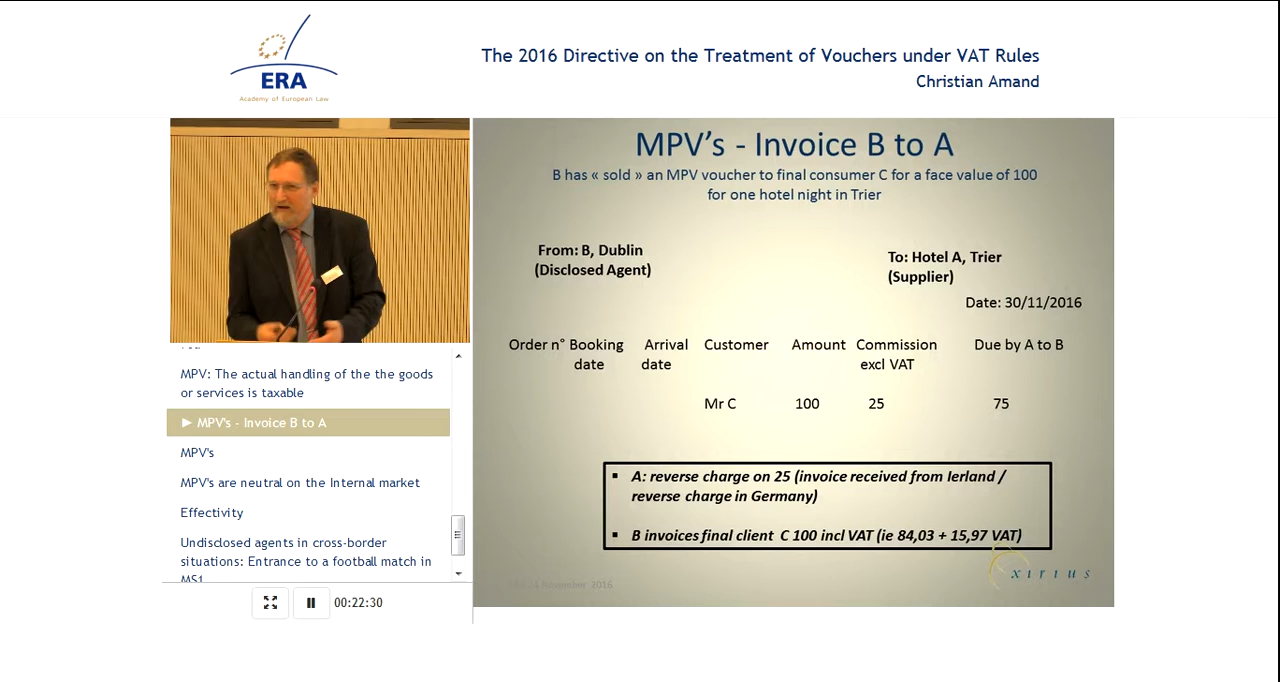 ERA
Academy of European Law
The 2016 Directive on the Treatment of Vouchers under VAT Rules
Christian Amand
MPV: The actual handling of the the goods
or services is taxable
► MPV's - Invoice B to A
MPV's
MPV's are neutral on the Internal market
Effectivity
Undisclosed agents in cross-border
situations: Entrance to a football match in
MS1
00:22:30
MPV's - Invoice B to A
B has « sold » an MPV voucher to final consumer C for a face value of 100
for one hotel night in Trier
From: B, Dublin
(Disclosed Agent)
To: Hotel A, Trier
(Supplier)
Date: 30/11/2016
Order n° Booking Arrival Customer Amount Commission Due by A to B
date date excl VAT
Mr C 100 25 75
▪ A: reverse charge on 25 (invoice received from Ierland /
reverse charge in Germany)
▪ B invoices final client C 100 incl VAT (ie 84,03 + 15,97 VAT)
xirius
November 2016